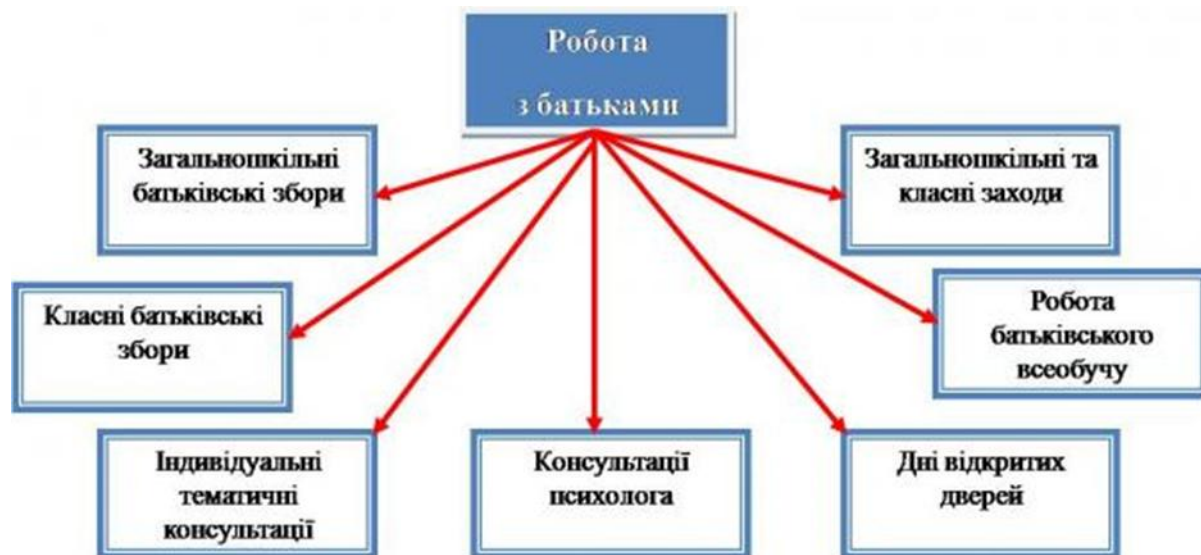 Робота
з батьками
Загальношкільні
батьківські збори
Загальношкільні та
класні заходи
Класні батьківські
збори
Робота
батьківського
всеобучу
Індивідуальні
тематичні
консультації
Консультації
психолога
Дні відкритих
дверей